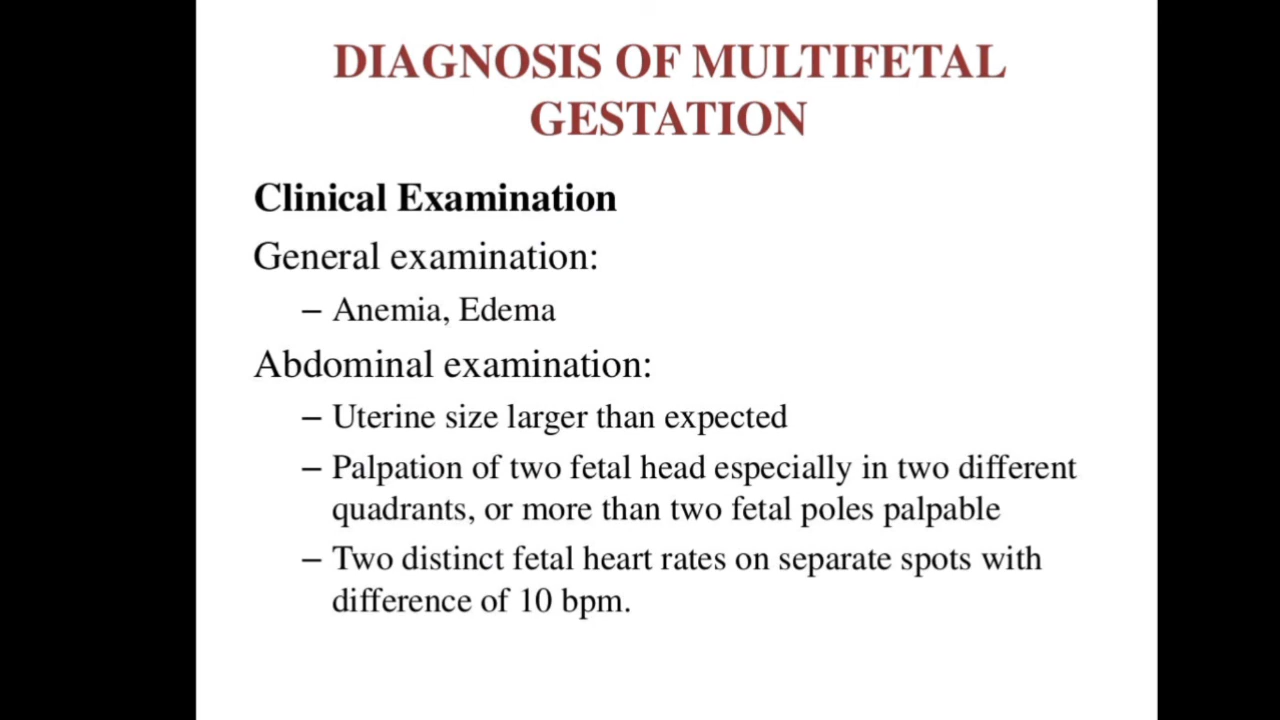 DIAGNOSIS OF MULTIFETAL
GESTATION
Clinical Examination
General examination:
– Anemia, Edema
Abdominal examination:
– Uterine size larger than expected
– Palpation of two fetal head especially in two different
quadrants, or more than two fetal poles palpable
– Two distinct fetal heart rates on separate spots with
difference of 10 bpm.